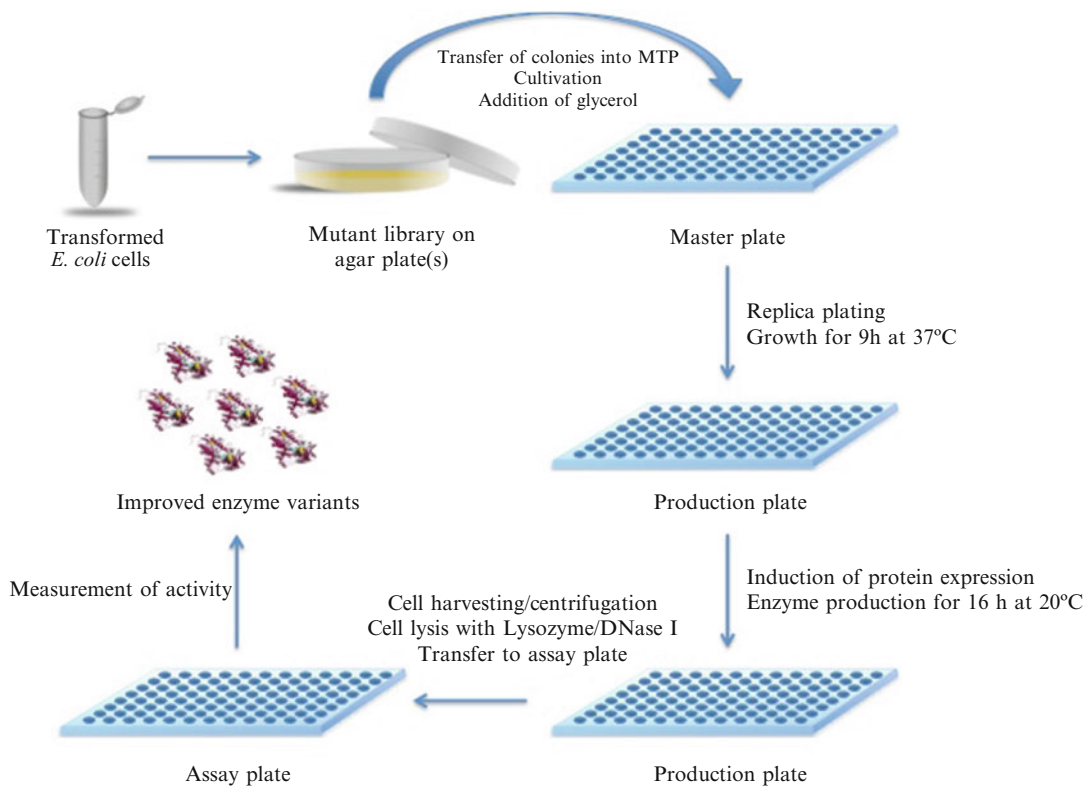 Transfer of colonies into MTP
Cultivation
Addition of glycerol
Transformed
E. coli cells
Mutant library on
agar plate(s)
Master plate
Replica plating
Growth for 9h at 37ºC
Production plate
Induction of protein expression
Enzyme production for 16 h at 20ºC
Production plate
Cell harvesting/centrifugation
Cell lysis with Lysozyme/DNase I
Transfer to assay plate
Assay plate
Measurement of activity
Improved enzyme variants